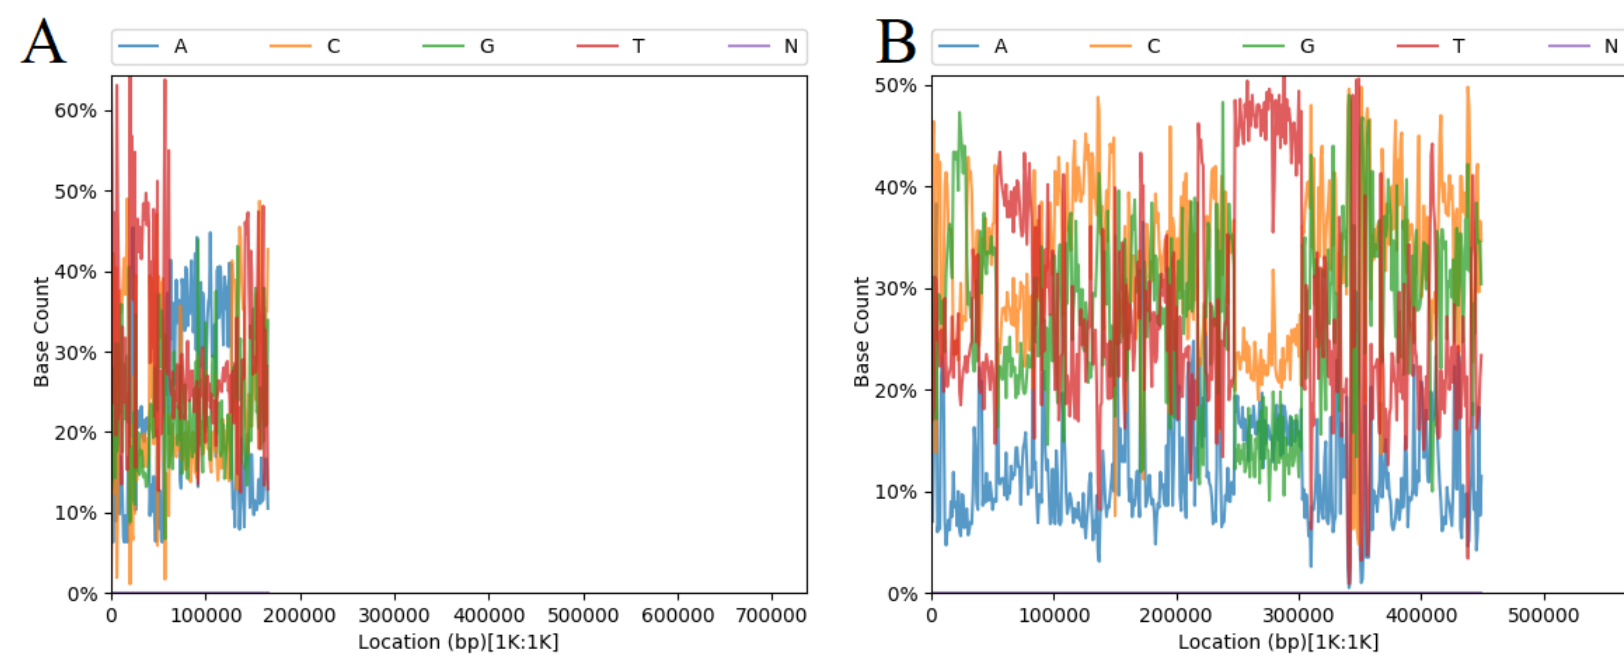 A
A C G T N
60%
50%
40%
30%
20%
10%
0%
Base Count
0 100000 200000 300000 400000 500000 600000 700000
Location (bp)[1K:1K]
B
A C G T N
50%
40%
30%
20%
10%
0%
Base Count
0 100000 200000 300000 400000 500000
Location (bp)[1K:1K]